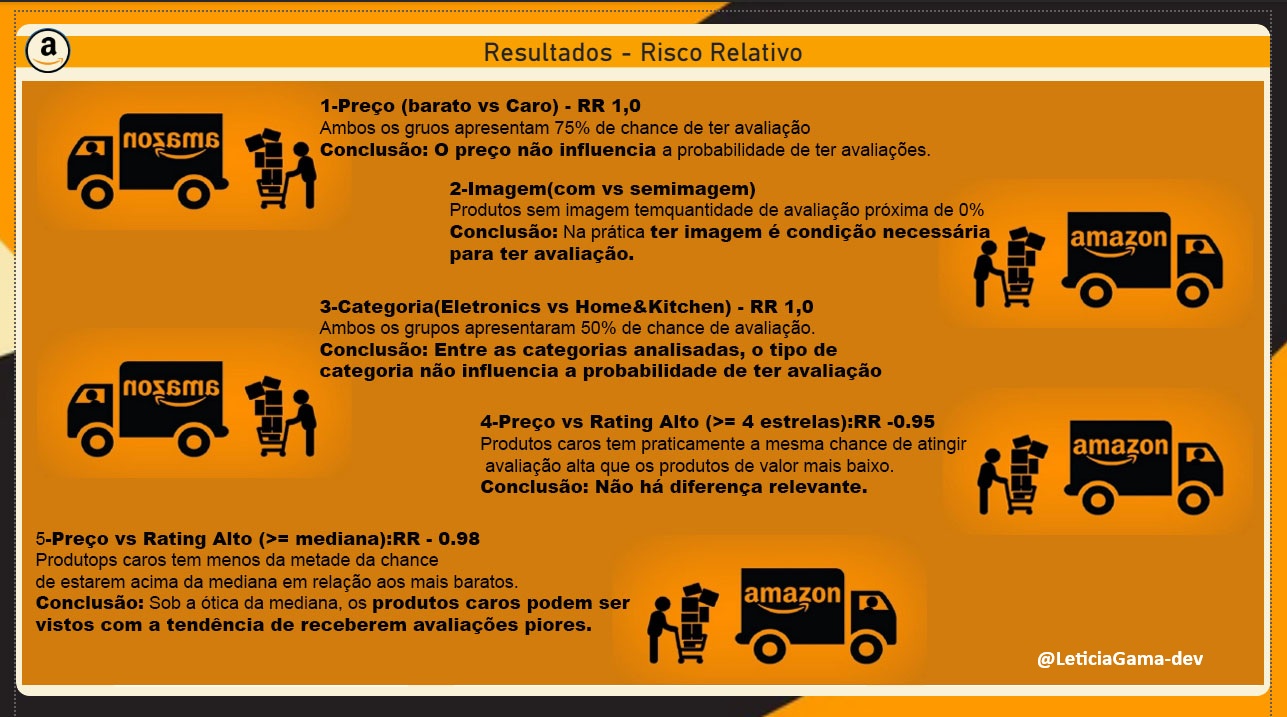 a
Resultados - Risco Relativo
amazon
1-Preço (barato vs Caro) - RR 1,0
Ambos os gruos apresentam 75% de chance de ter avaliação
Conclusão: O preço não influencia a probabilidade de ter avaliações.
2-Imagem(com vs semimagem)
Produtos sem imagem temquantidade de avaliação próxima de 0%
Conclusão: Na prática ter imagem é condição necessária
para ter avaliação.
amazon
3-Categoria(Eletronics vs Home&Kitchen) - RR 1,0
Ambos os grupos apresentaram 50% de chance de avaliação.
Conclusão: Entre as categorias analisadas, o tipo de
categoria não influencia a probabilidade de ter avaliação
amazon
4-Preço vs Rating Alto (>= 4 estrelas):RR -0.95
Produtos caros tem praticamente a mesma chance de atingir
avaliação alta que os produtos de valor mais baixo.
Conclusão: Não há diferença relevante.
amazon
5-Preço vs Rating Alto (>= mediana):RR - 0.98
Produtops caros tem menos da metade da chance
de estarem acima da mediana em relação aos mais baratos.
Conclusão: Sob a ótica da mediana, os produtos caros podem ser
vistos com a tendência de receberem avaliações piores.
amazon
@LeticiaGama-dev